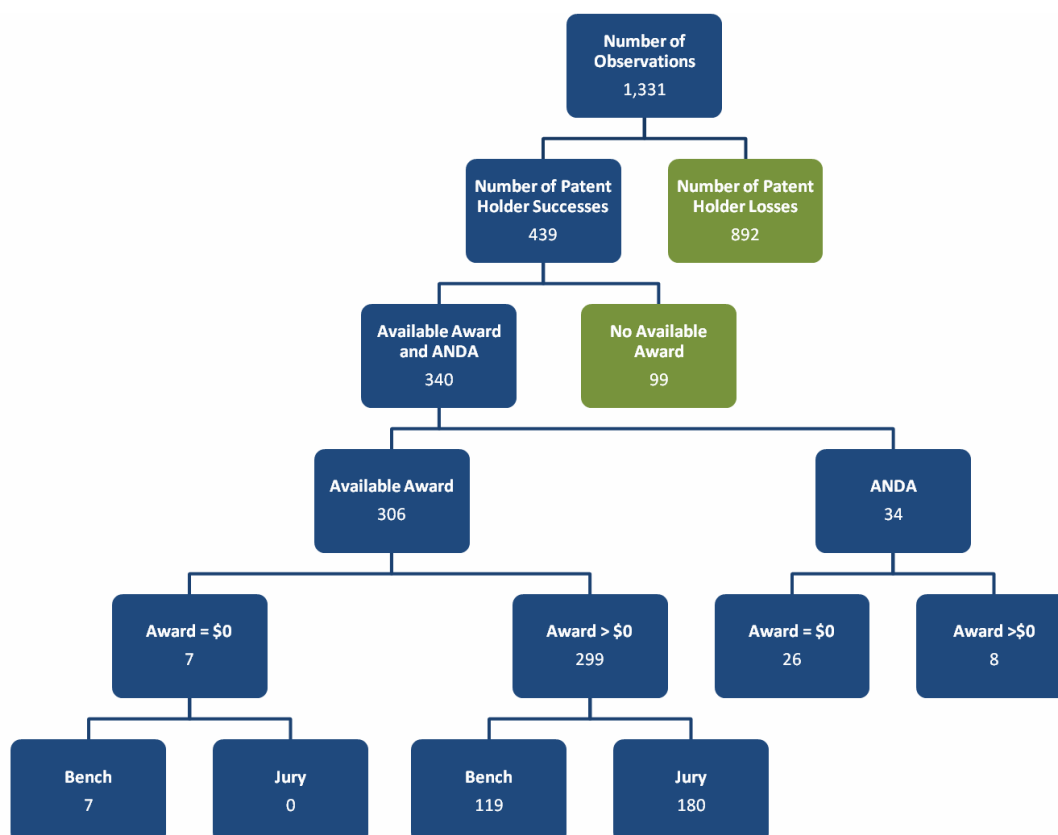 Number of
Observations
1,331
Number of Patent
Holder Successes
439
Number of Patent
Holder Losses
892
Available Award
and ANDA
340
No Available
Award
99
Available Award
306
ANDA
34
Award = $0
7
Award > $0
299
Award = $0
26
Award >$0
8
Bench
7
Jury
0
Bench
119
Jury
180